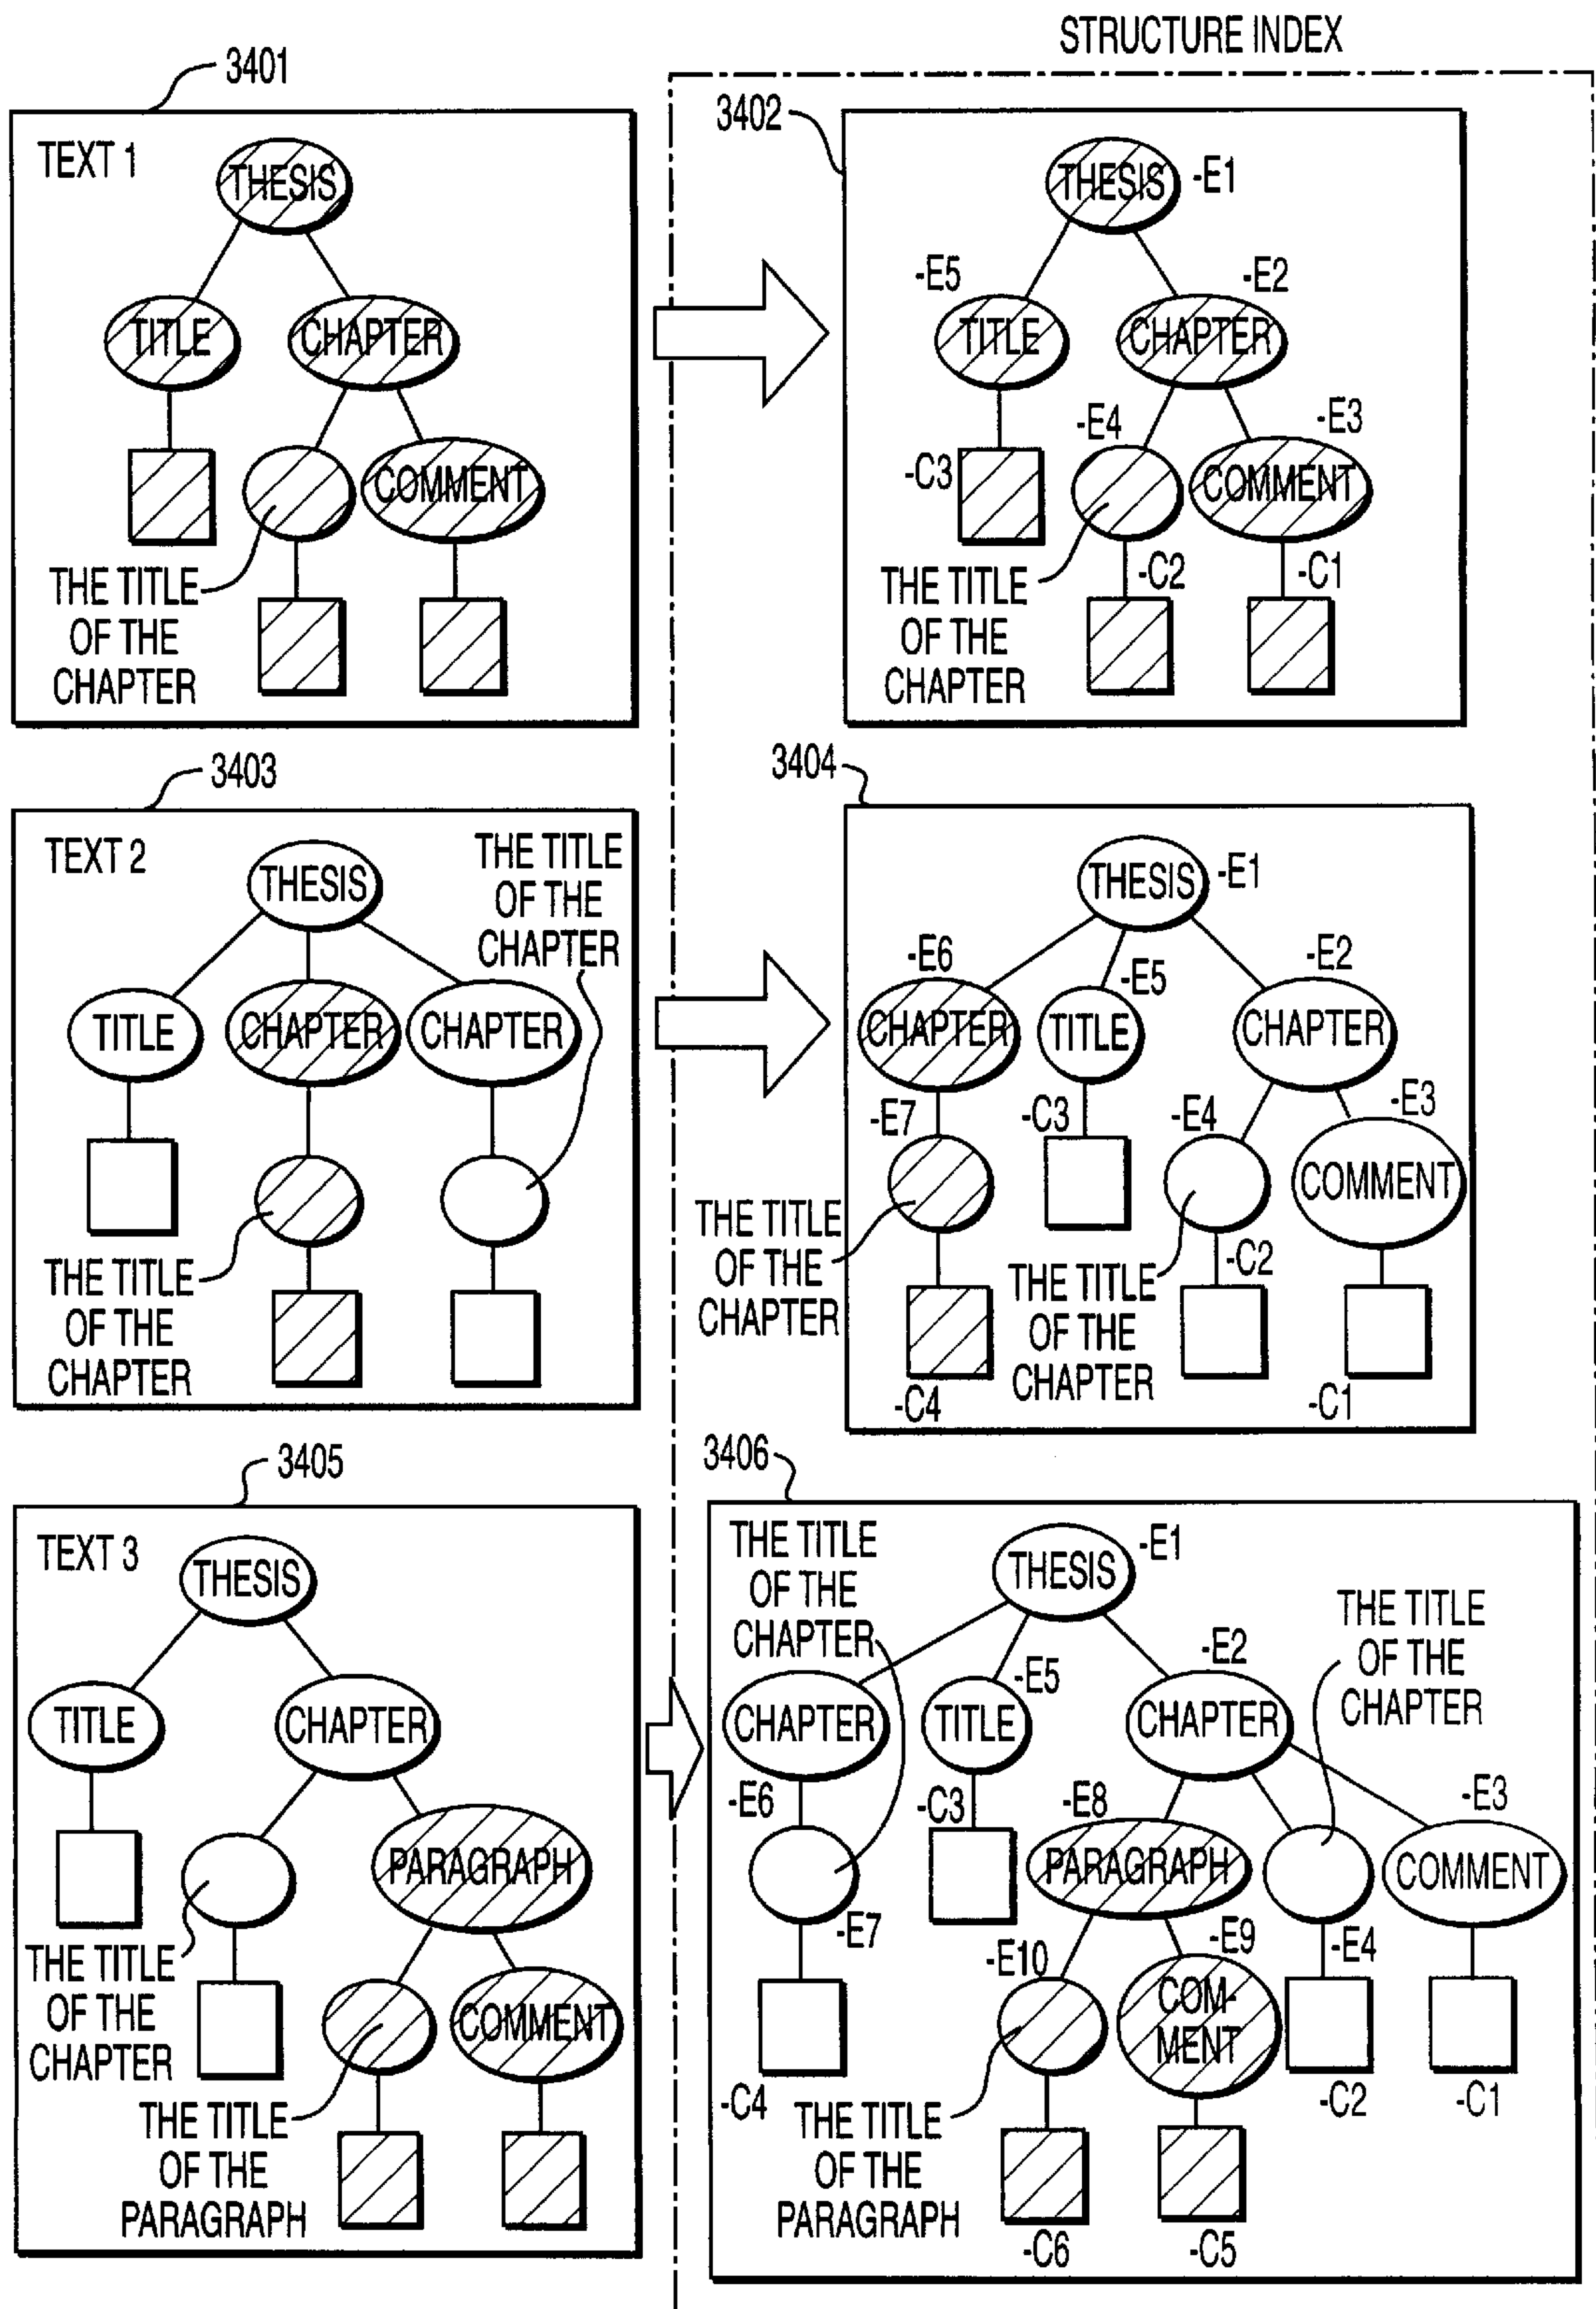 STRUCTURE INDEX
3401
TEXT 1
THESIS
TITLE
CHAPTER
COMMENT
THE TITLE
OF THE
CHAPTER
3402
THESIS
-E1
-E5
-E2
TITLE
CHAPTER
-E4
-E3
-C3
COMMENT
THE TITLE
OF THE
CHAPTER
-C2
-C1
3403
TEXT 2
THE TITLE
OF THE
CHAPTER
THESIS
TITLE
CHAPTER
CHAPTER
THE TITLE
OF THE
CHAPTER
3404
THESIS
-E1
-E6
-E5
-E2
CHAPTER
TITLE
CHAPTER
-E7
-C3
-E4
-E3
COMMENT
THE TITLE
OF THE
CHAPTER
THE TITLE
OF THE
CHAPTER
-C2
-C4
-C1
3405
TEXT 3
THESIS
TITLE
CHAPTER
PARAGRAPH
THE TITLE
OF THE
CHAPTER
COMMENT
THE TITLE
OF THE
PARAGRAPH
3406
THE TITLE
OF THE
CHAPTER
THESIS
-E1
THE TITLE
OF THE
CHAPTER
-E5
-E2
CHAPTER
TITLE
CHAPTER
-E6
-C3
-E8
-E3
PARAGRAPH
COMMENT
-E7
-E10
-E9
-E4
COM-
MENT
-C4
-C2
-C1
THE TITLE
OF THE
PARAGRAPH
-C6
-C5